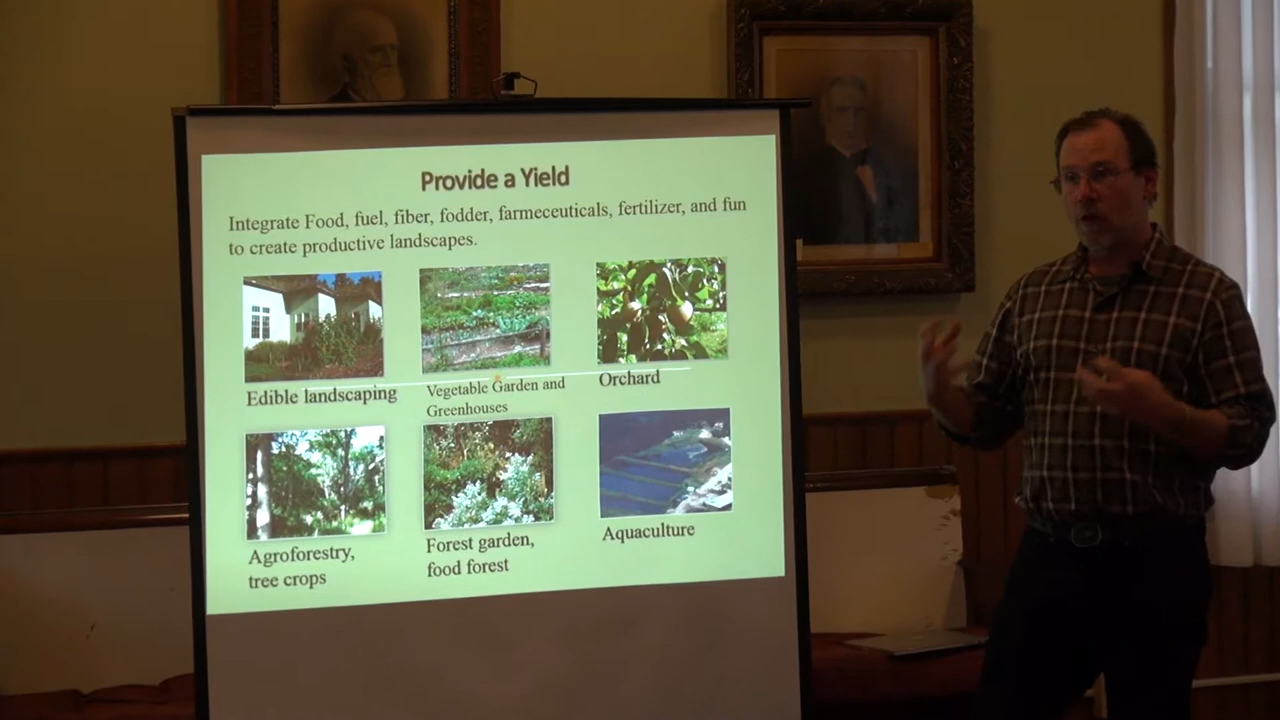 Provide a Yield
Integrate Food, fuel, fiber, fodder, farmeceuticals, fertilizer, and fun
to create productive landscapes.
Edible landscaping
Vegetable Garden and
Greenhouses
Orchard
Agroforestry,
tree crops
Forest garden,
food forest
Aquaculture